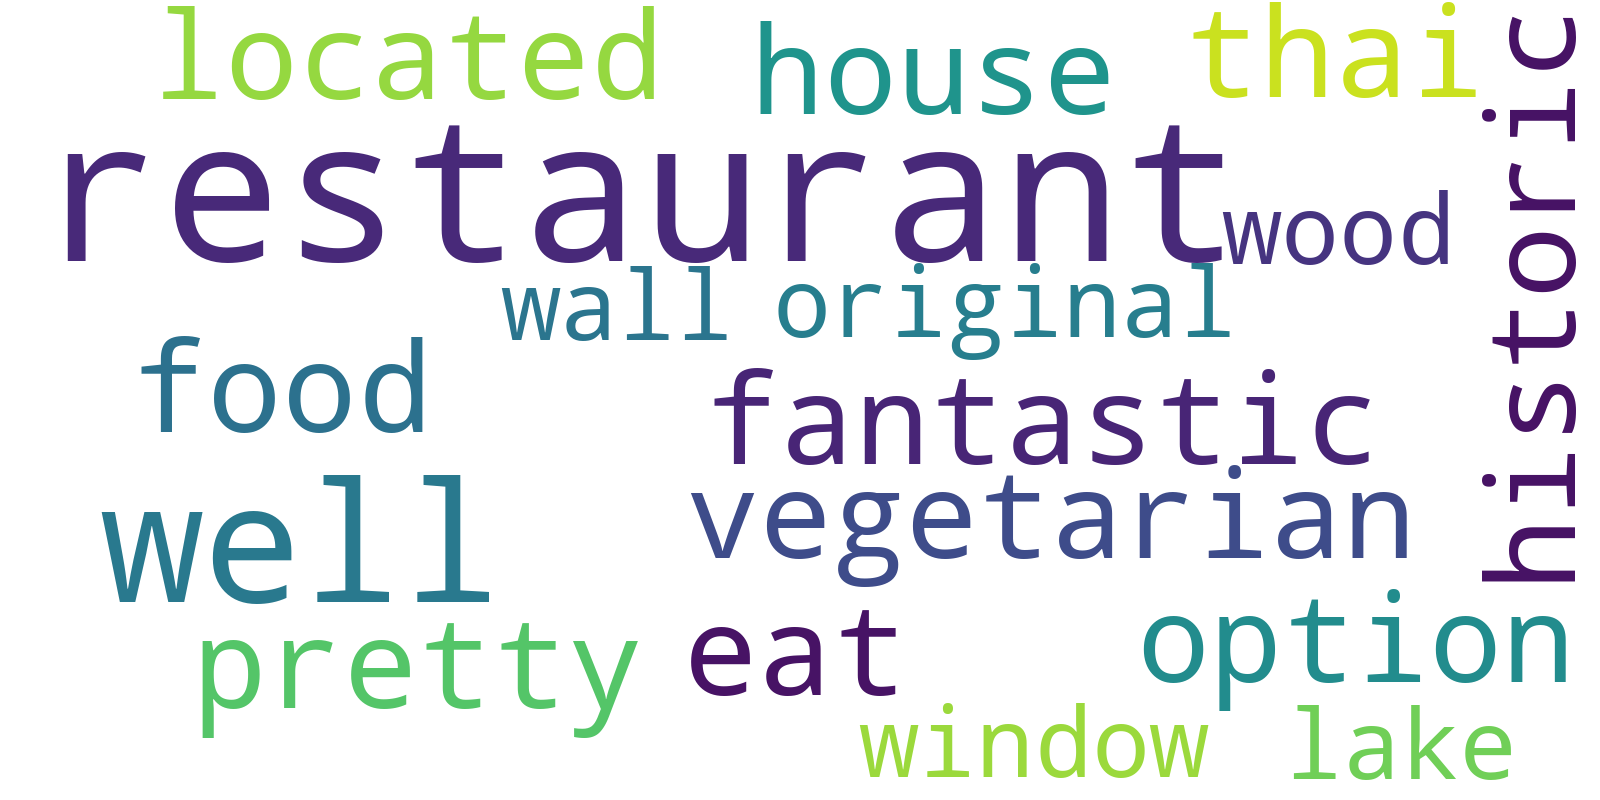 located house thai
historic
restaurant
wood
wall original
food
fantastic
well
vegetarian
pretty eat option
window lake